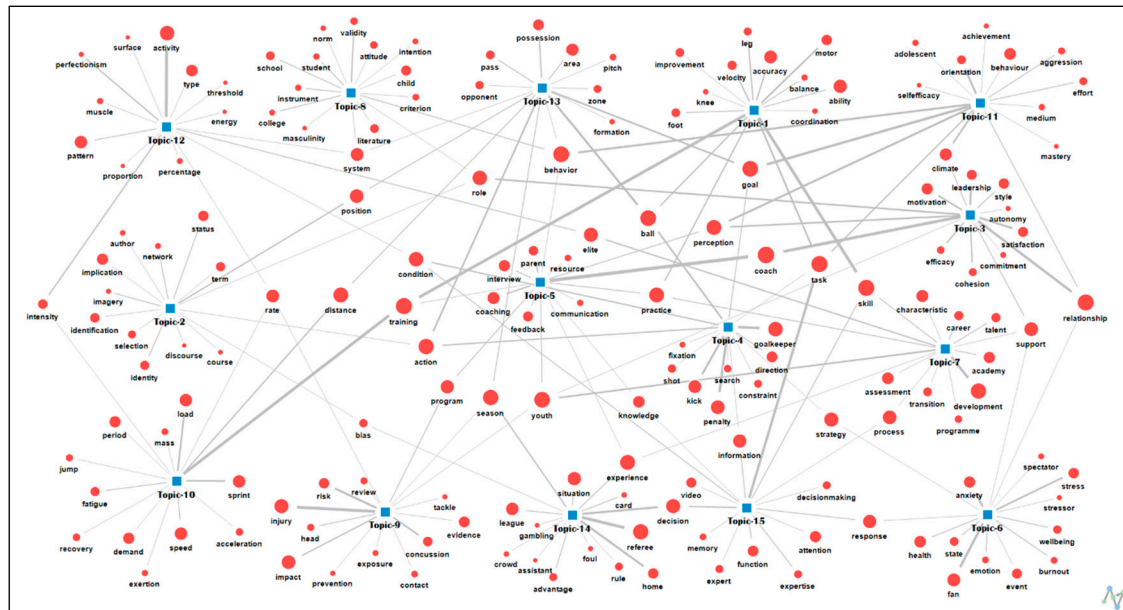 surface
activity
perfectionism
type
threshold
muscle
energy
Topic-12
pattern
proportion
percentage
norm
validity
intention
attitude
student
school
child
instrument
criterion
Topic-8
college
masculinity
literature
system
possession
area
pass
pitch
opponent
Topic-13
zone
formation
behavior
leg
motor
improvement
accuracy
velocity
balance
knee
ability
Topic-1
coordination
foot
goal
achievement
adolescent
behaviour
aggression
orientation
selfefficacy
effort
Topic-11
medium
mastery
climate
leadership
motivation
style
autonomy
Topic-3
satisfaction
efficacy
commitment
cohesion
role
position
ball
perception
elite
coach
task
skill
relationship
status
author
network
implication
term
imagery
Topic-2
identification
selection
discourse
course
identity
intensity
rate
distance
condition
training
action
parent
resource
interview
Topic-5
coaching
communication
feedback
practice
Topic-4
goalkeeper
fixation
direction
shot
search
kick
constraint
penalty
characteristic
career
talent
support
Topic-7
academy
assessment
transition
development
programme
process
strategy
program
season
youth
knowledge
information
bias
load
period
mass
jump
Topic-10
sprint
fatigue
recovery
demand
speed
acceleration
exertion
risk
review
tackle
injury
Topic-9
evidence
head
concussion
impact
prevention
exposure
contact
experience
situation
card
league
decision
gambling
Topic-14
referee
crowd
foul
assistant
rule
home
advantage
video
decisionmaking
Topic-15
memory
attention
function
expert
expertise
response
spectator
anxiety
stress
stressor
Topic-6
wellbeing
health
state
emotion
burnout
fan
event